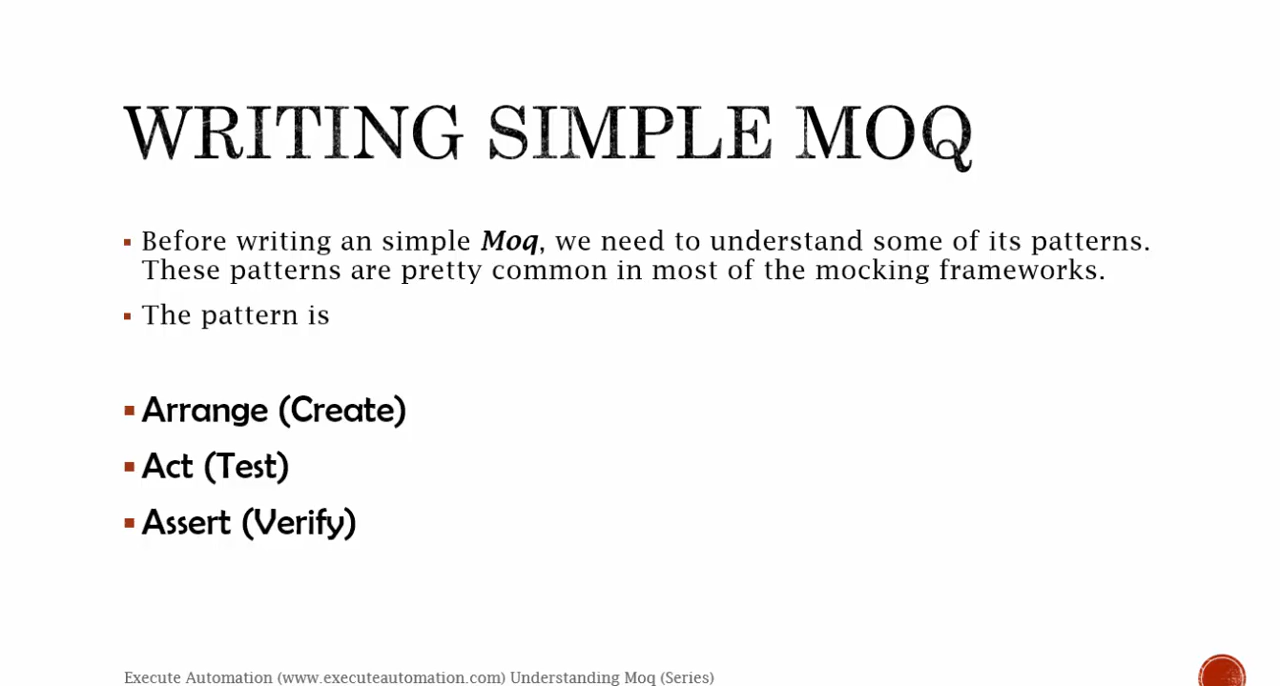 WRITING SIMPLE MOQ
Before writing an simple Moq, we need to understand some of its patterns.
These patterns are pretty common in most of the mocking frameworks.
The pattern is
Arrange (Create)
Act (Test)
Assert (Verify)
Execute Automation (www.executeautomation.com) Understanding Moq (Series)